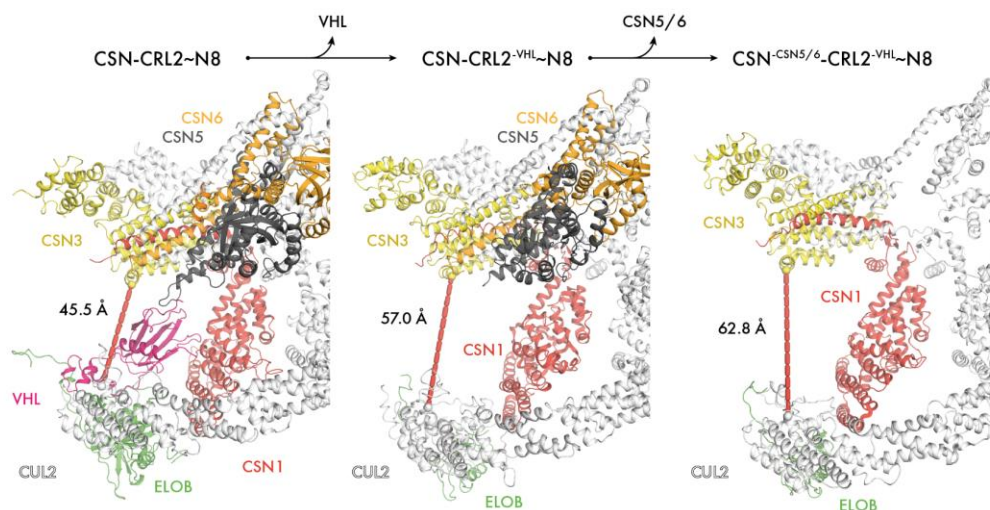 VHL
CSN5/6
CSN-CRL2~N8
CSN-CRL2-VHL~N8
CSN-CSN5/6-CRL2-VHL~N8
CSN6
CSN5
CSN3
45.5 Å
VHL
CUL2
ELOB
CSN1
CSN6
CSN5
CSN3
57.0 Å
CSN1
CUL2
ELOB
CSN3
CSN1
62.8 Å
CUL2
ELOB